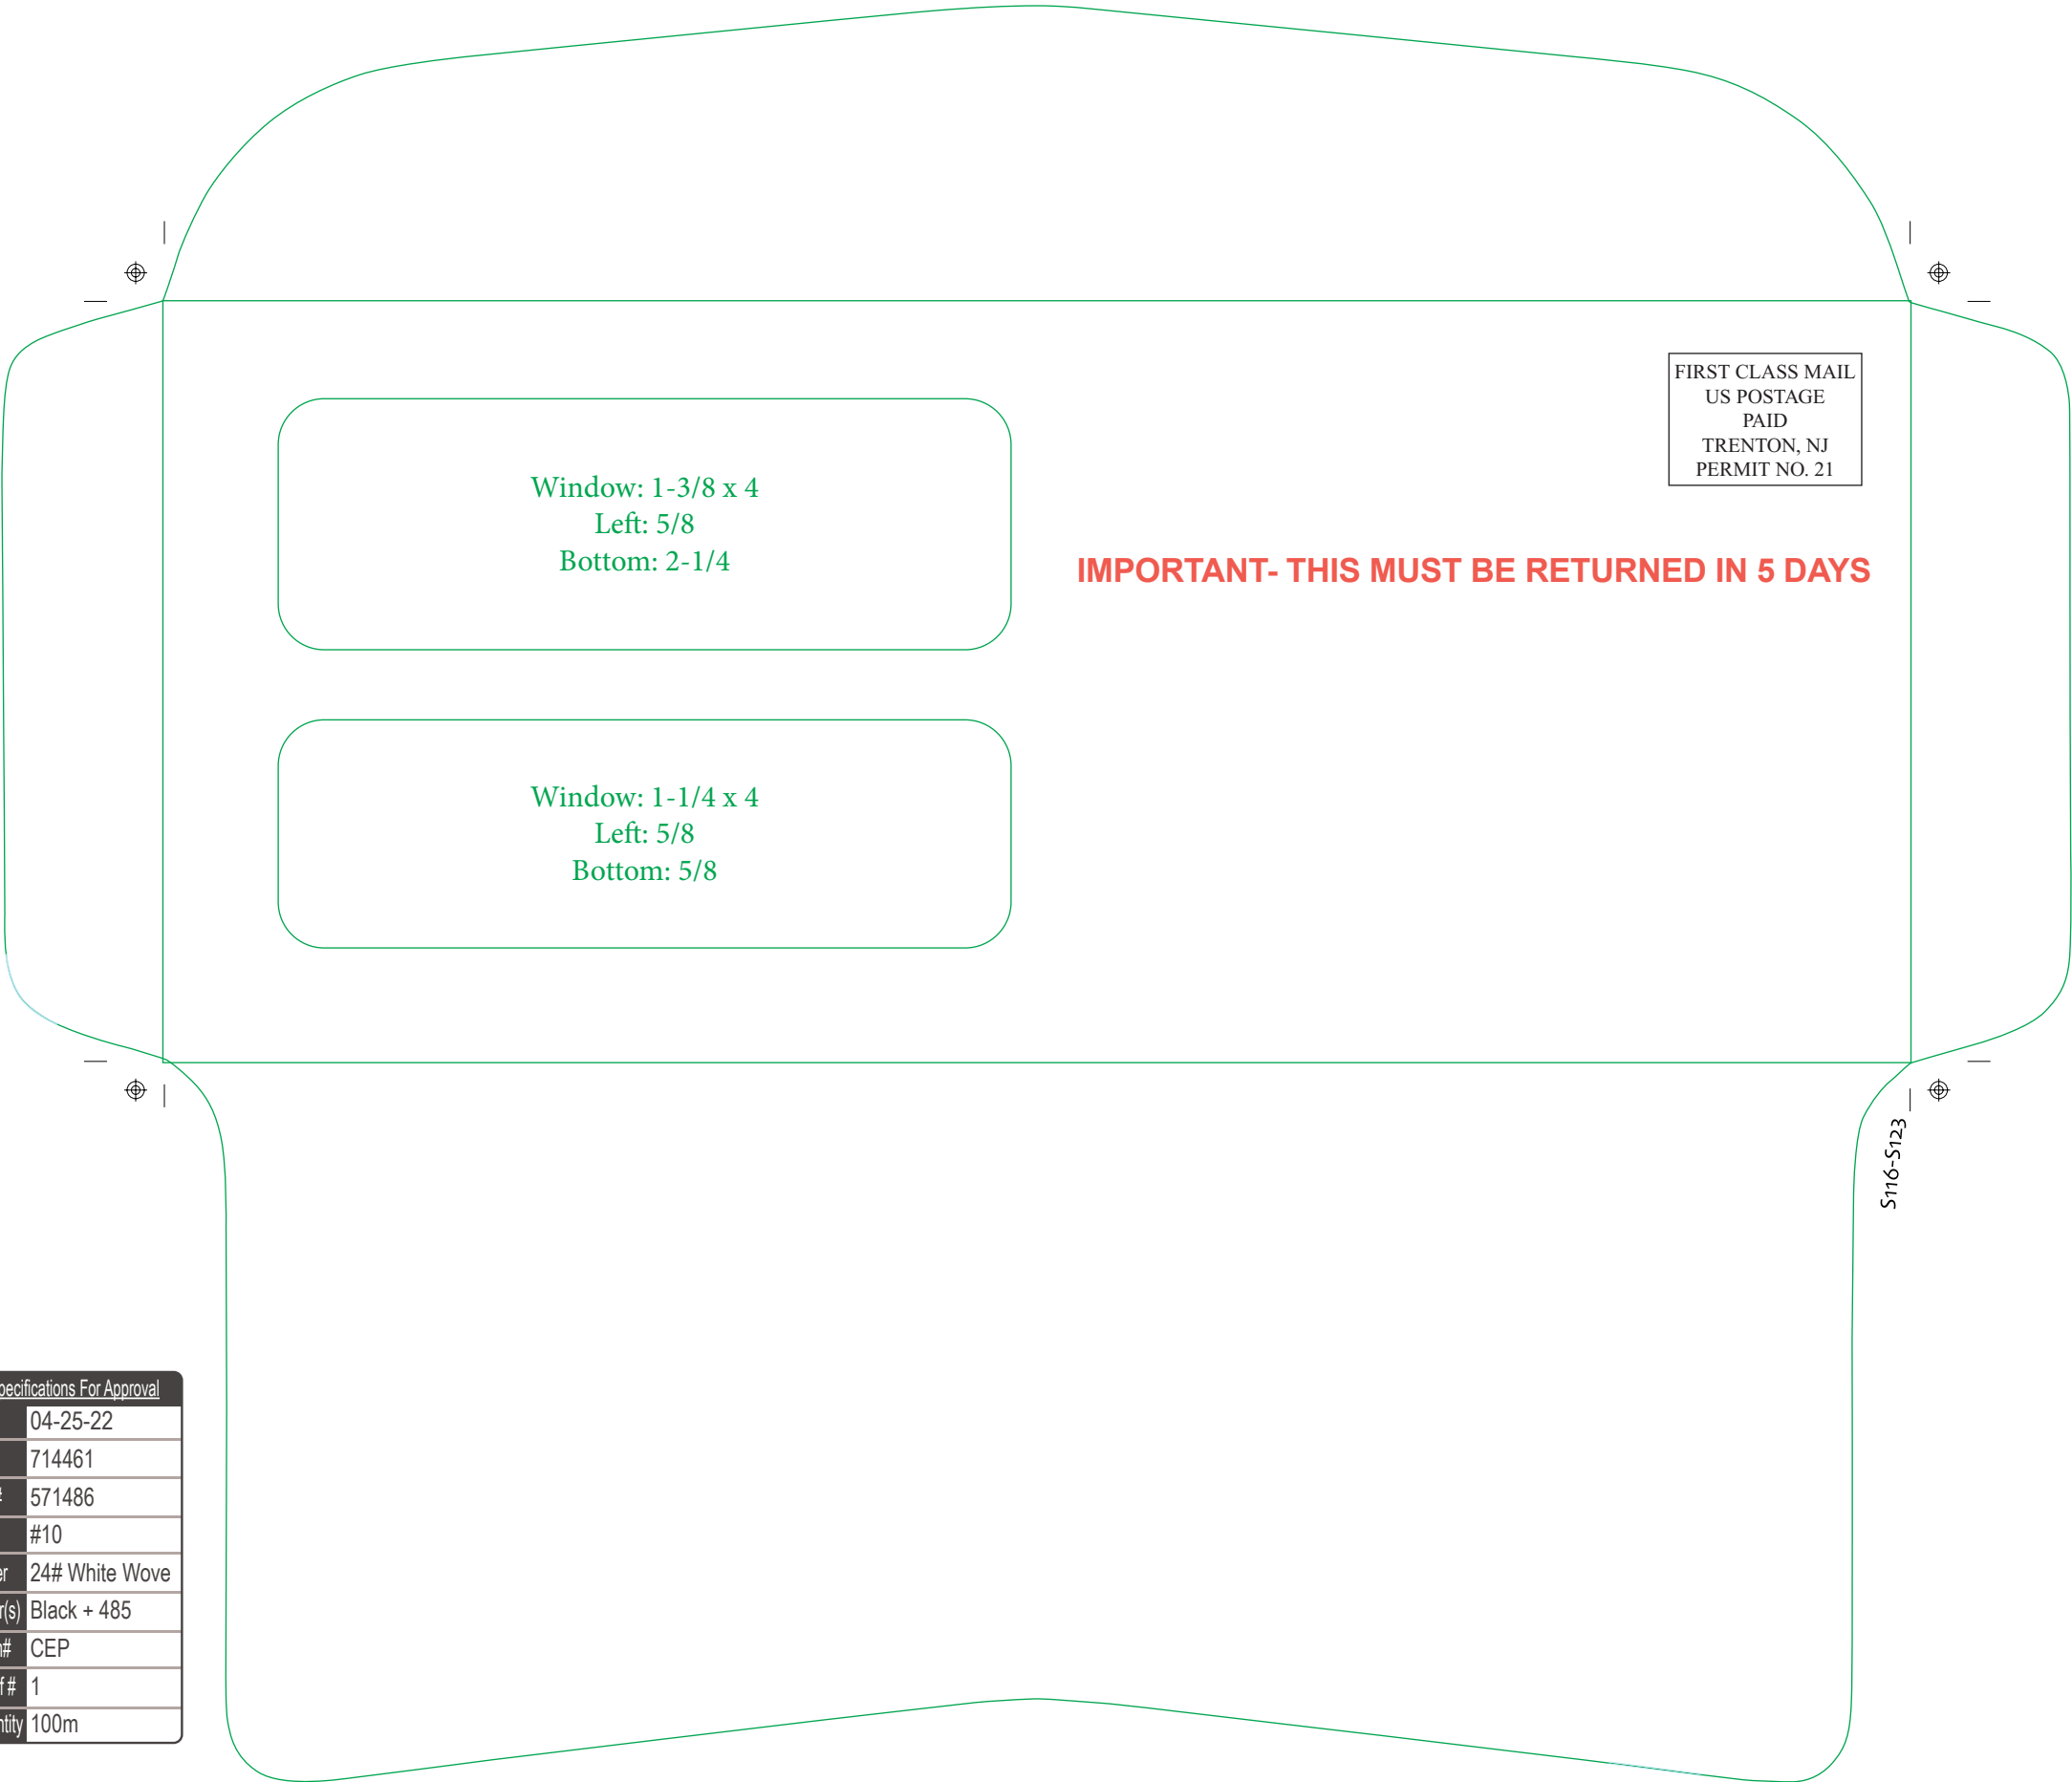 FIRST CLASS MAIL
US POSTAGE
PAID
TRENTON, NJ
PERMIT NO. 21
Window: 1-3/8 x 4
Left: 5/8
Bottom: 2-1/4
IMPORTANT- THIS MUST BE RETURNED IN 5 DAYS
Window: 1-1/4 x 4
Left: 5/8
Bottom: 5/8
S116-S123
For Approval
04-25-22
714461
# 571486
#10
24# White Wove
Black + 485
# CEP
# 1
100m